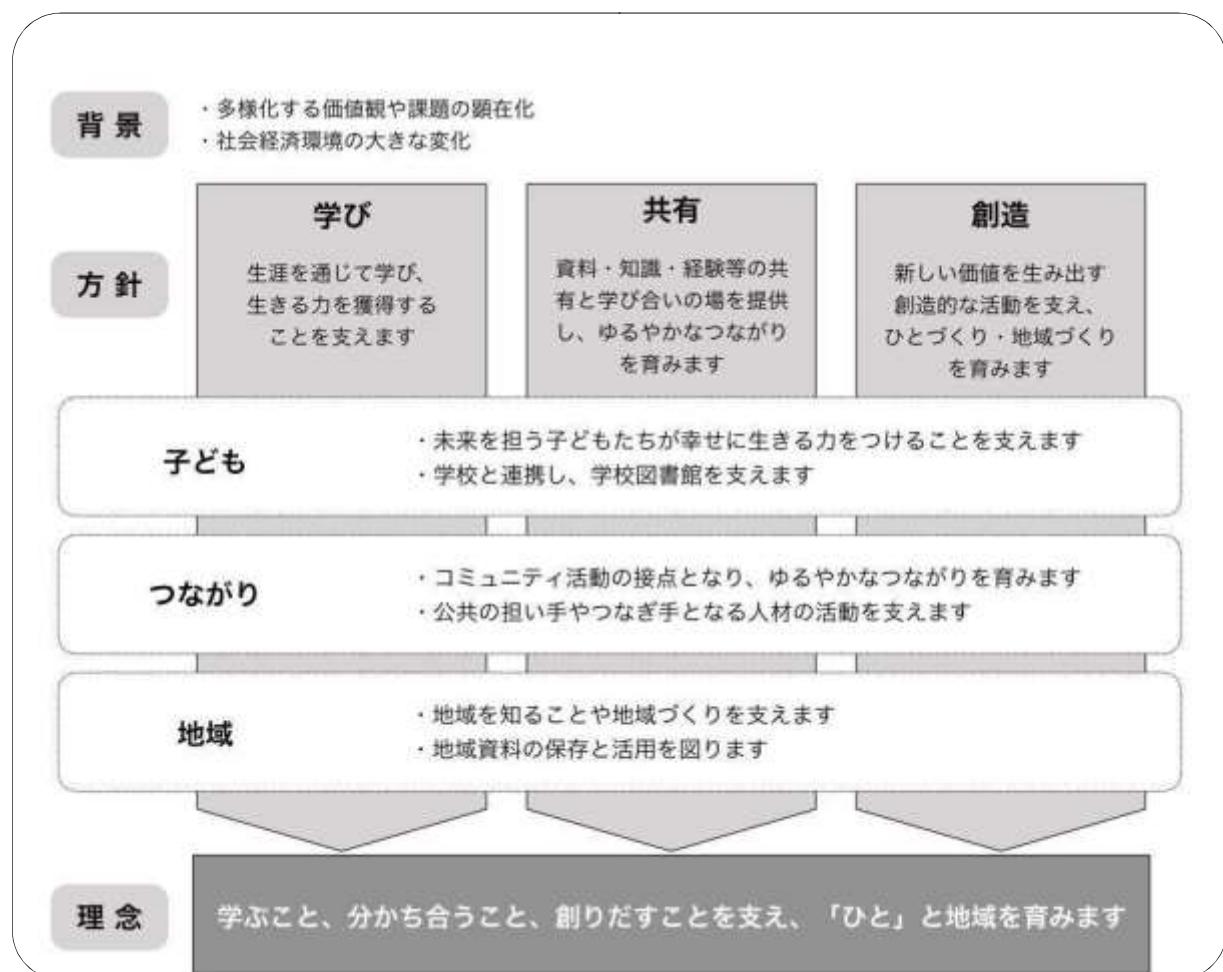 背景
・多様化する価値観や課題の顕在化
・社会経済環境の大きな変化
方針
学び
生涯を通じて学び、
生きる力を獲得する
ことを支えます
共有
資料・知識・経験等の共
有と学び合いの場を提供
し、ゆるやかなつながり
を育みます
創造
新しい価値を生み出す
創造的な活動を支え、
ひとづくり・地域づくり
を育みます
子ども
・未来を担う子どもたちが幸せに生きる力をつけることを支えます
・学校と連携し、学校図書館を支えます
つながり
・コミュニティ活動の接点となり、ゆるやかなつながりを育みます
・公共の担い手やつなぎ手となる人材の活動を支えます
地域
・地域を知ることや地域づくりを支えます
・地域資料の保存と活用を図ります
理念
学ぶこと、分かち合うこと、創りだすことを支え、「ひと」と地域を育みます